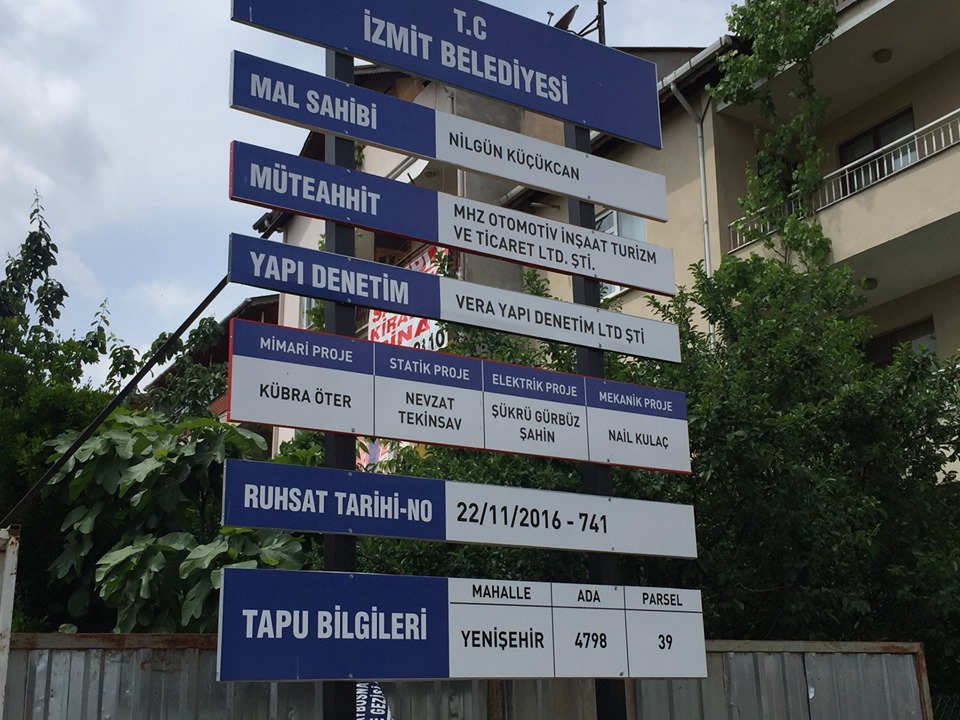 T.C
İZMİT BELEDİYESİ
MAL SAHİBİ
NİLGÜN KÜÇÜKCAN
MÜTEAHHİT
MHZ OTOMOTİV İNŞAAT TURİZM
VE TİCARET LTD. ŞTİ.
YAPI DENETİM
VERA YAPI DENETİM LTD ŞTİ
MİMARİ PROJE
KÜBRA ÖTER
STATİK PROJE
NEVZAT
TEKİNSAV
ELEKTRİK PROJE
ŞÜKRÜ GÜRBÜZ
ŞAHİN
MEKANİK PROJE
NAİL KULAÇ
RUHSAT TARİHİ-NO
22/11/2016 - 741
TAPU BİLGİLERİ
MAHALLE
ADA
PARSEL
YENİŞEHİR
4798
39